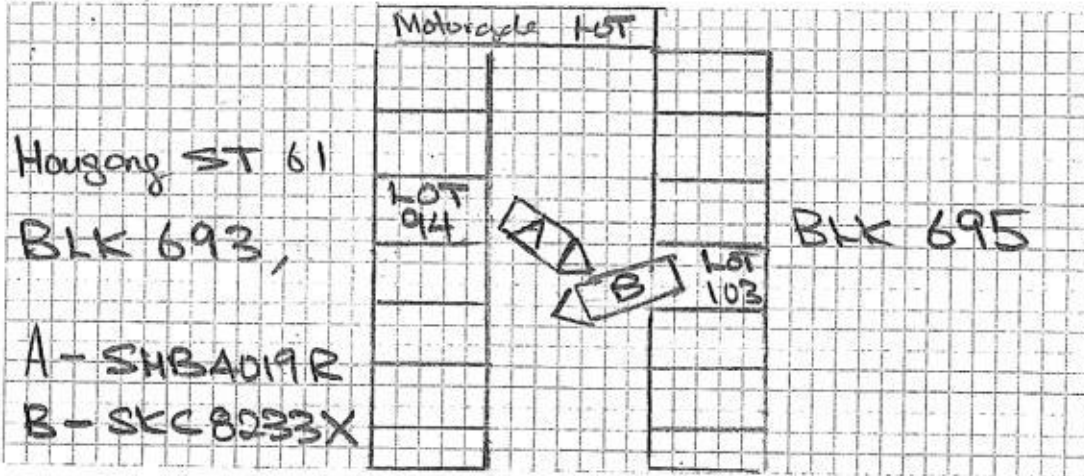 Motorcycle LOT
Hougang ST 61
BLK 693,
LOT
94
A
B
LOT
103
BLK 695
A - SHBA019R
B - SKC8233X